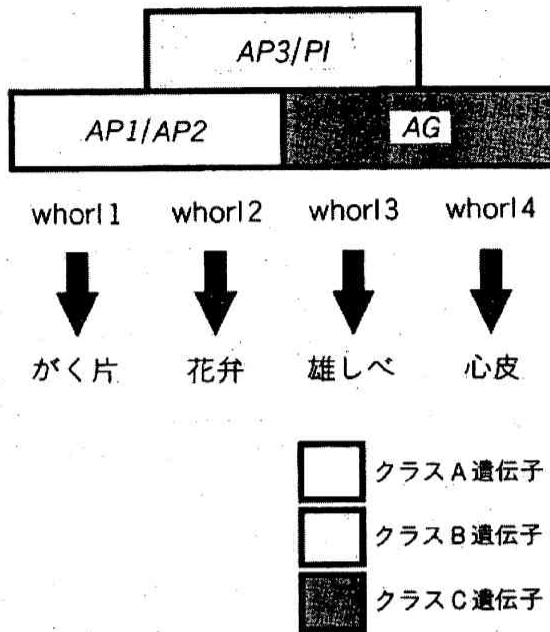 AP3/PI
AP1/AP2 AG
whorl1 whorl2 whorl3 whorl4
がく片 花弁 雄しべ 心皮
クラスA遺伝子
クラスB遺伝子
クラスC遺伝子